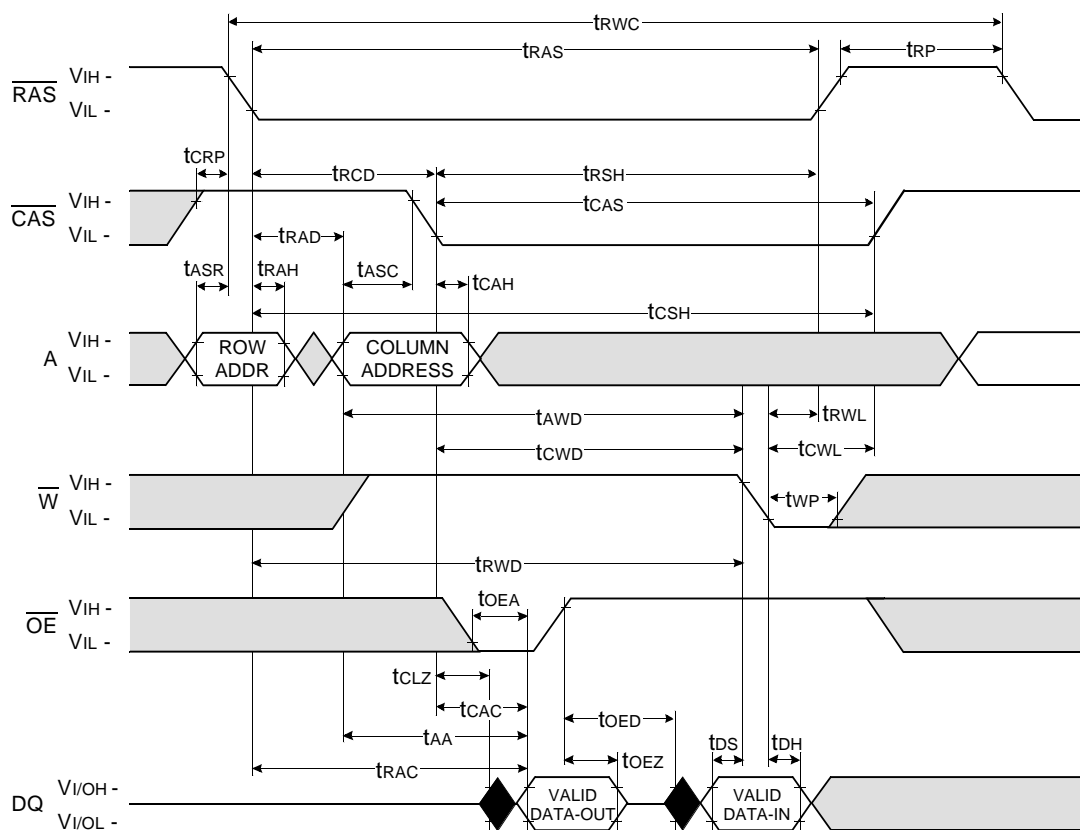 tRWC
tRAS
tRP
RAS
VIH -
VIL -
tCRP
tRCD
tRSH
CAS
VIH -
VIL -
tCAS
tRAD
tASR
tRAH
tASC
tCAH
tCSH
A
VIH -
VIL -
ROW
ADDR
COLUMN
ADDRESS
tAWD
tRWL
tCWD
tCWL
W
VIH -
VIL -
tWP
tRWD
OE
VIH -
VIL -
tOEA
tCLZ
tCAC
tOED
tAA
tOEZ
tDS
tDH
tRAC
DQ
VI/OH -
VI/OL -
VALID
DATA-OUT
VALID
DATA-IN